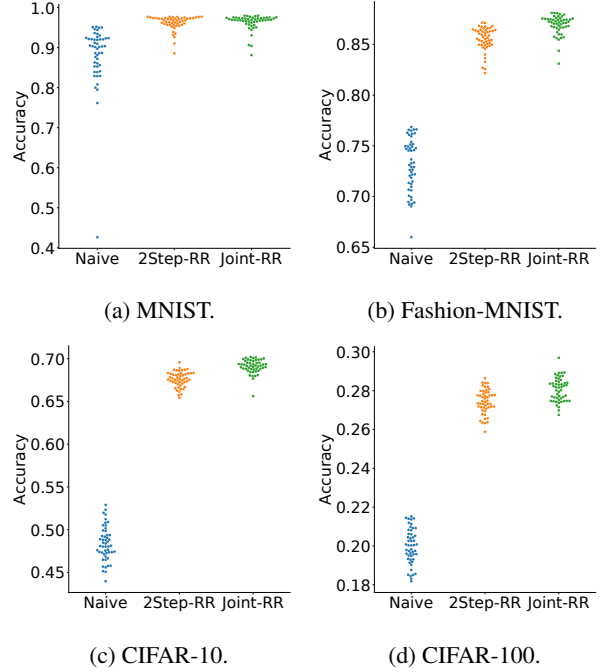 1.0
0.9
0.8
0.7
0.6
0.5
0.4
Accuracy
Naive 2Step-RR Joint-RR
(a) MNIST.
0.85
0.80
0.75
0.70
0.65
Accuracy
Naive 2Step-RR Joint-RR
(b) Fashion-MNIST.
0.70
0.65
0.60
0.55
0.50
0.45
Accuracy
Naive 2Step-RR Joint-RR
(c) CIFAR-10.
0.30
0.28
0.26
0.24
0.22
0.20
0.18
Accuracy
Naive 2Step-RR Joint-RR
(d) CIFAR-100.